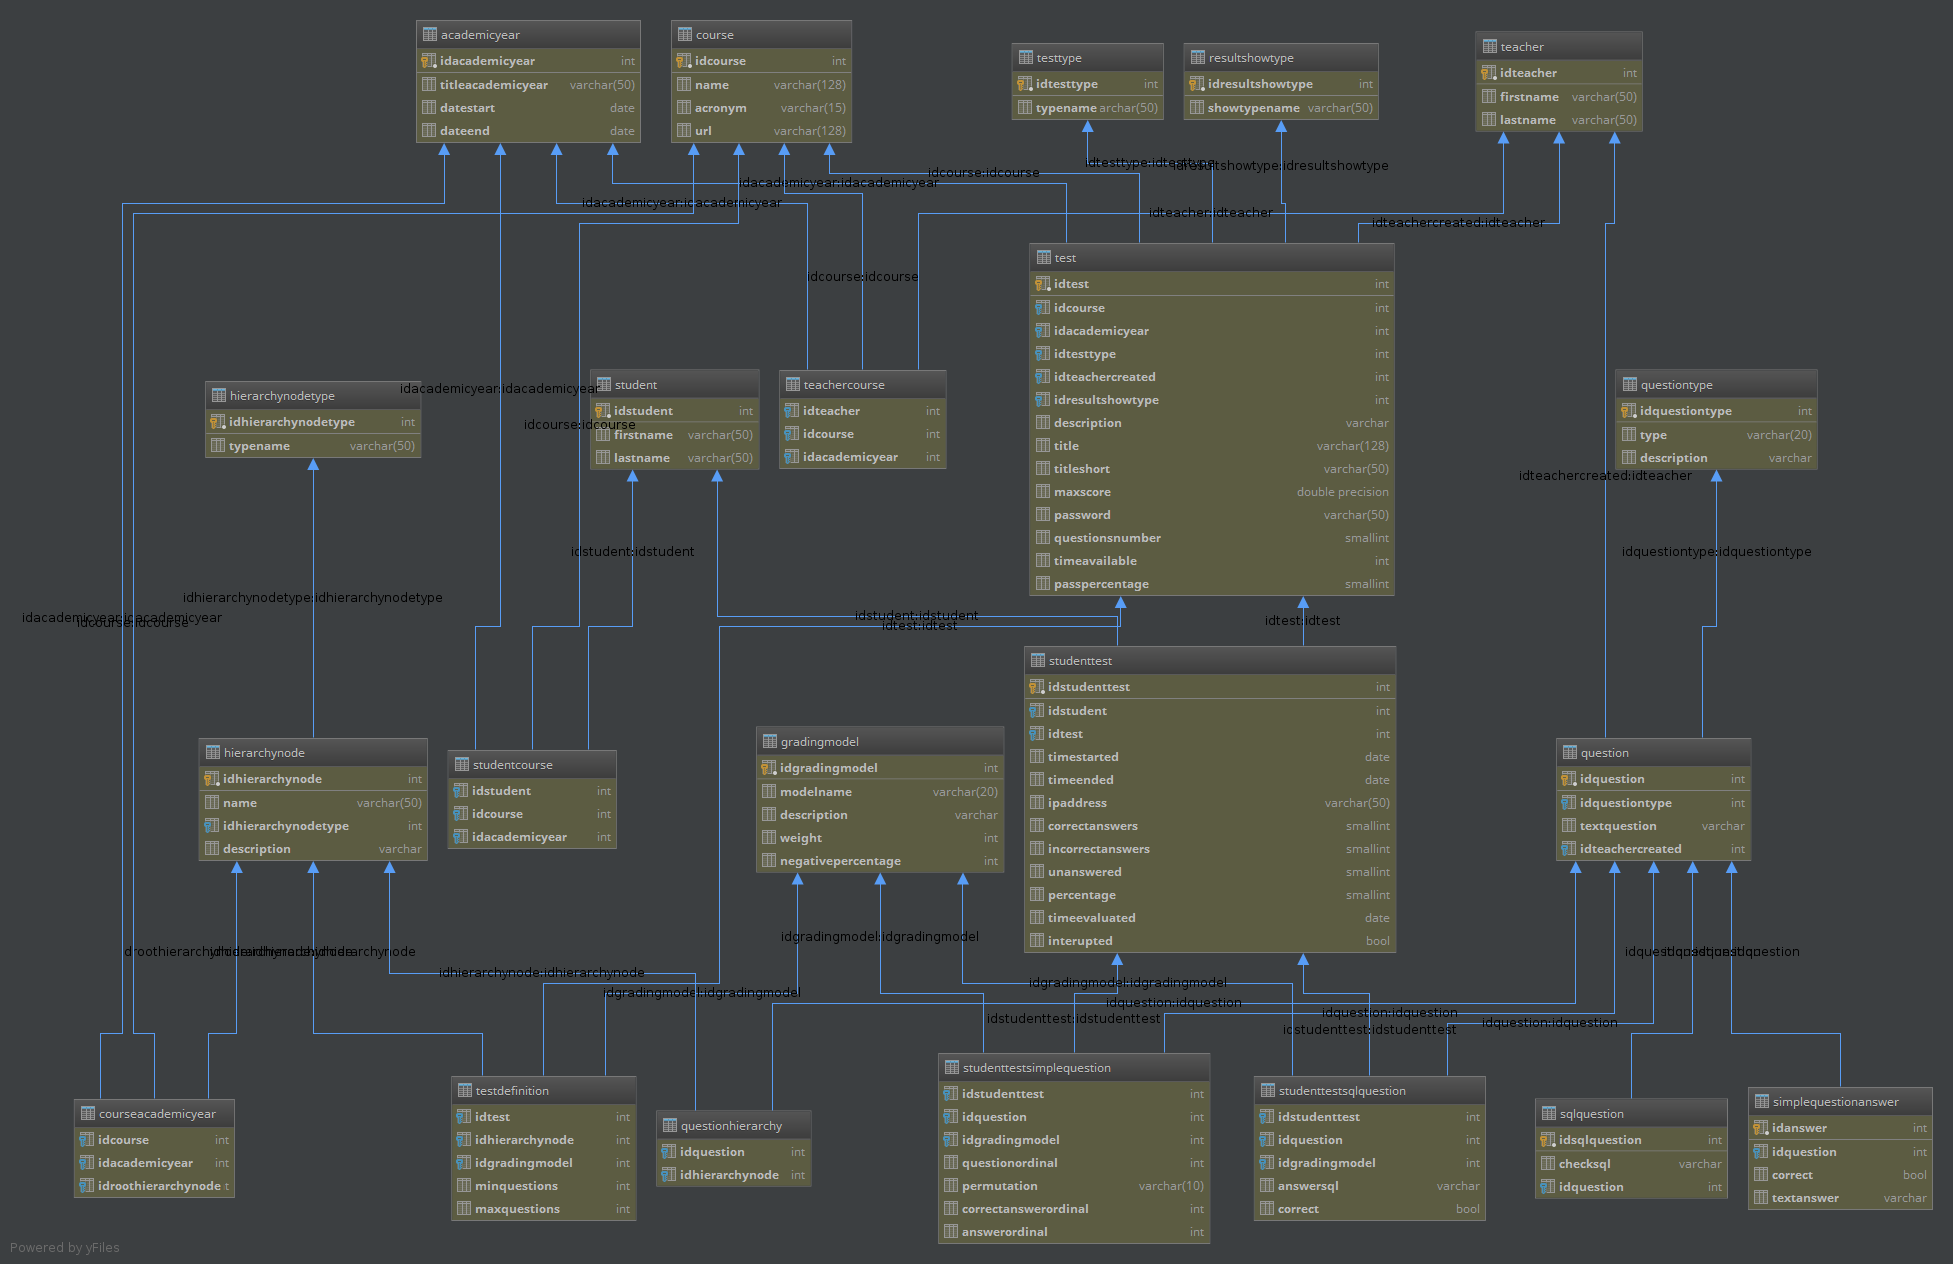 academicyear
idacademicyear int
titleacademicyear varchar(50)
datestart date
dateend date
course
idcourse int
name varchar(128)
acronym varchar(15)
url varchar(128)
testtype
idtesttype int
typename archar(50)
resultshowtype
idresultshowtype int
showtypename varchar(50)
teacher
idteacher int
firstname varchar(50)
lastname varchar(50)
idtesttype:idtesttype
idresultshowtype:idresultshowtype
idcourse:idcourse
idacademicyear:idacademicyear
idacademicyear:idacademicyear
idteacher:idteacher
idteachercreated:idteacher
idcourse:idcourse
test
idtest int
idcourse int
idacademicyear int
idtesttype int
idteachercreated int
idresultshowtype int
description varchar
title varchar(128)
titleshort varchar(50)
maxscore double precision
password varchar(50)
questionsnumber smallint
timeavailable int
passpercentage smallint
hierarchynodetype
idhierarchynodetype int
typename varchar(50)
idacademicyear:idacademicyear
idcourse:idcourse
student
idstudent int
firstname varchar(50)
lastname varchar(50)
teachercourse
idteacher int
idcourse int
idacademicyear int
questiontype
idquestiontype int
type varchar(20)
description varchar
idteachercreated:idteacher
idstudent:idstudent
idquestiontype:idquestiontype
idhierarchynodetype:idhierarchynodetype
idacademicyear:idacademicyear
idcourse:idcourse
idstudent:idstudent
idtest:idtest
idtest:idtest
studenttest
idstudenttest int
idstudent int
idtest int
timestarted date
timeended date
ipaddress varchar(50)
correctanswers smallint
incorrectanswers smallint
unanswered smallint
percentage smallint
timeevaluated date
interupted bool
hierarchynode
idhierarchynode int
name varchar(50)
idhierarchynodetype int
description varchar
studentcourse
idstudent int
idcourse int
idacademicyear int
gradingmodel
idgradingmodel int
modelname varchar(20)
description varchar
weight int
negativepercentage int
question
idquestion int
idquestiontype int
textquestion varchar
idteachercreated int
idgradingmodel:idgradingmodel
idhierarchynode:idhierarchynode
idgradingmodel:idgradingmodel
idgradingmodel:idgradingmodel
idquestion:idquestion
idstudenttest:idstudenttest
idquestion:idquestion
idstudenttest:idstudenttest
idquestion:idquestion
courseacademicyear
idcourse int
idacademicyear int
idroothierarchynode t
testdefinition
idtest int
idhierarchynode int
idgradingmodel int
minquestions int
maxquestions int
questionhierarchy
idquestion int
idhierarchynode int
studenttestsimplequestion
idstudenttest int
idquestion int
idgradingmodel int
questionordinal int
permutation varchar(10)
correctanswerordinal int
answerordinal int
studenttestsqlquestion
idstudenttest int
idquestion int
idgradingmodel int
answersql varchar
correct bool
sqlquestion
idsqlquestion int
checksql varchar
idquestion int
simplequestionanswer
idanswer int
idquestion int
correct bool
textanswer varchar
Powered by yFiles